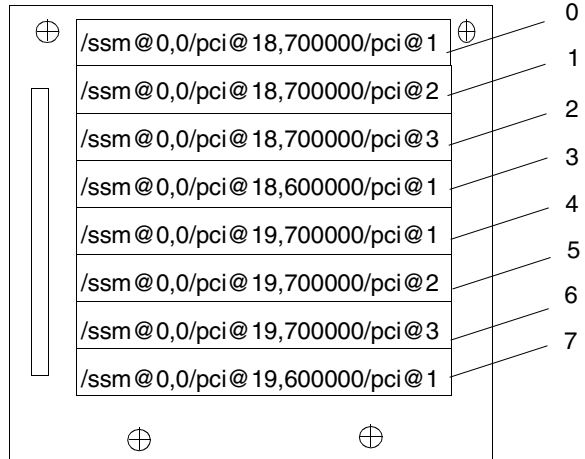 /ssm@0,0/pci@18,700000/pci@1 0
/ssm@0,0/pci@18,700000/pci@2 1
/ssm@0,0/pci@18,700000/pci@3 2
/ssm@0,0/pci@18,600000/pci@1 3
/ssm@0,0/pci@19,700000/pci@1 4
/ssm@0,0/pci@19,700000/pci@2 5
/ssm@0,0/pci@19,700000/pci@3 6
/ssm@0,0/pci@19,600000/pci@1 7